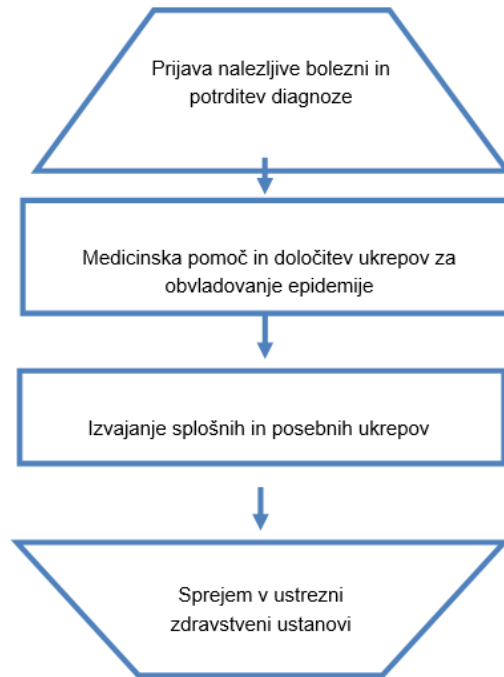 Prijava nalezljive bolezni in
potrditev diagnoze
Medicinska pomoč in določitev ukrepov za
obvladovanje epidemije
Izvajanje splošnih in posebnih ukrepov
Sprejem v ustrezni
zdravstveni ustanovi